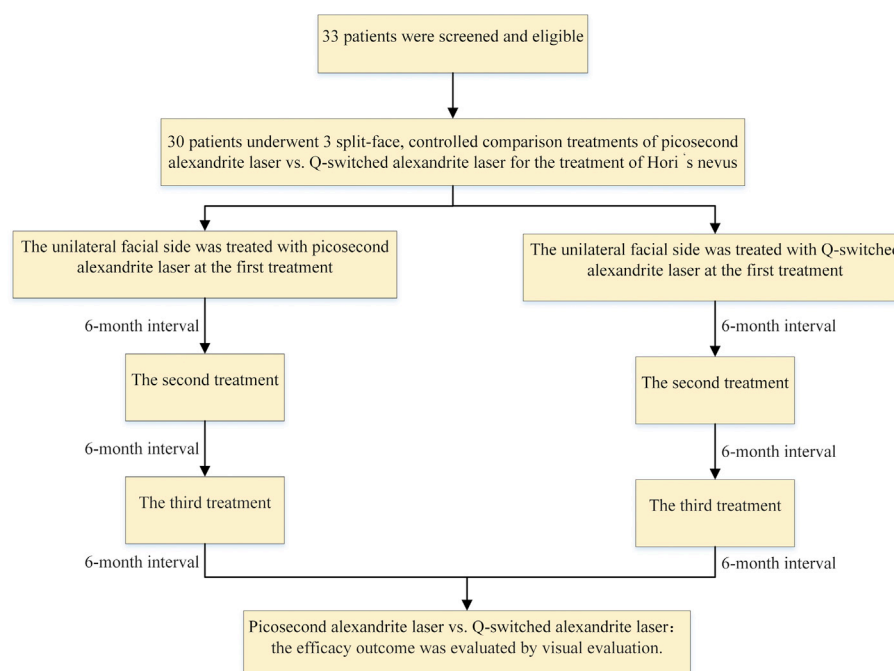 33 patients were screened and eligible
30 patients underwent 3 split-face, controlled comparison treatments of picosecond
alexandrite laser vs. Q-switched alexandrite laser for the treatment of Hori‘s nevus
The unilateral facial side was treated with picosecond
alexandrite laser at the first treatment
The unilateral facial side was treated with Q-switched
alexandrite laser at the first treatment
6-month interval
6-month interval
The second treatment
The second treatment
6-month interval
6-month interval
The third treatment
The third treatment
6-month interval
6-month interval
Picosecond alexandrite laser vs. Q-switched alexandrite laser:
the efficacy outcome was evaluated by visual evaluation.